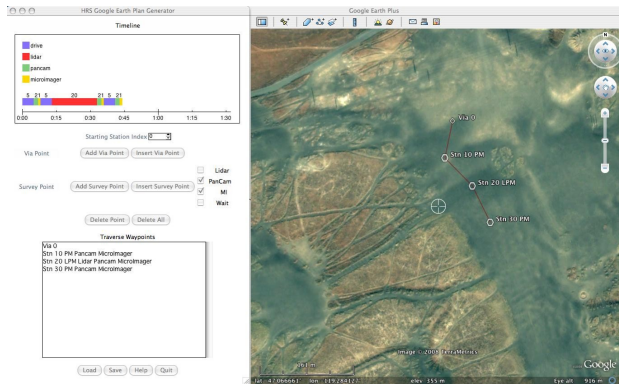 HRS Google Earth Plan Generator
Timeline
drive
lidar
pancam
microimager
5 21 5 20 21 5 21
0:00 0:15 0:30 0:45 1:00 1:15 1:30
Starting Station Index 0
Via Point Add Via Point Insert Via Point
Lidar
PanCam
Survey Point Add Survey Point Insert Survey Point
MI
Wait
Delete Point Delete All
Traverse Waypoints
Via 0
Stn 10 PM Pancam MicroImager
Stn 20 LPM Lidar Pancam MicroImager
Stn 30 PM Pancam MicroImager
Load Save Help Quit
Google Earth Plus
N
Via 0
Stn 10 PM
Stn 20 LPM
Stn 30 PM
Image © 2008 TerraMetrics
Google
elev 355 m
Eye alt 916 m